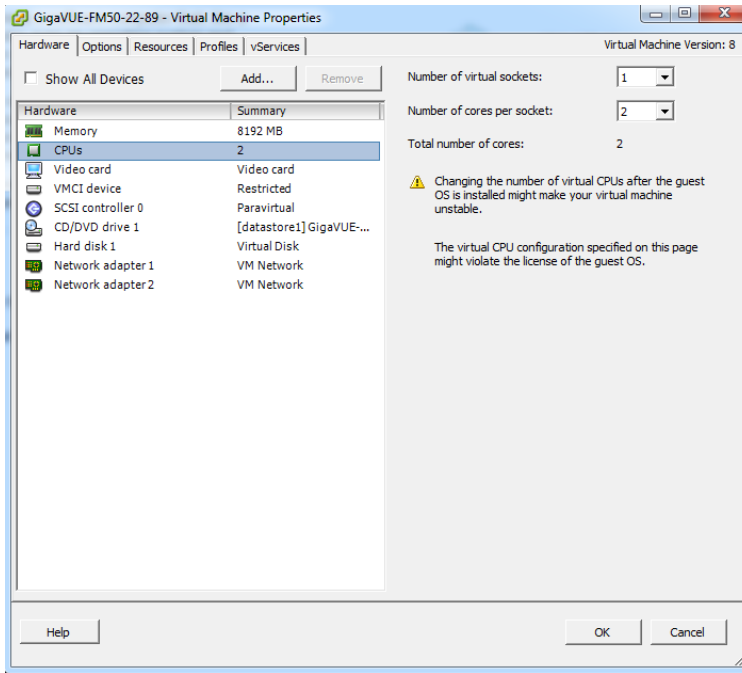 GigaVUE-FM50-22-89 - Virtual Machine Properties
Hardware Options Resources Profiles vServices Virtual Machine Version: 8
Show All Devices Add... Remove
Hardware Summary
Memory 8192 MB
CPUs 2
Video card Video card
VMCI device Restricted
SCSI controller 0 Paravirtual
CD/DVD drive 1 [datastore1] GigaVUE-...
Hard disk 1 Virtual Disk
Network adapter 1 VM Network
Network adapter 2 VM Network
Number of virtual sockets: 1
Number of cores per socket: 2
Total number of cores: 2
Changing the number of virtual CPUs after the guest
OS is installed might make your virtual machine
unstable.
The virtual CPU configuration specified on this page
might violate the license of the guest OS.
Help OK Cancel